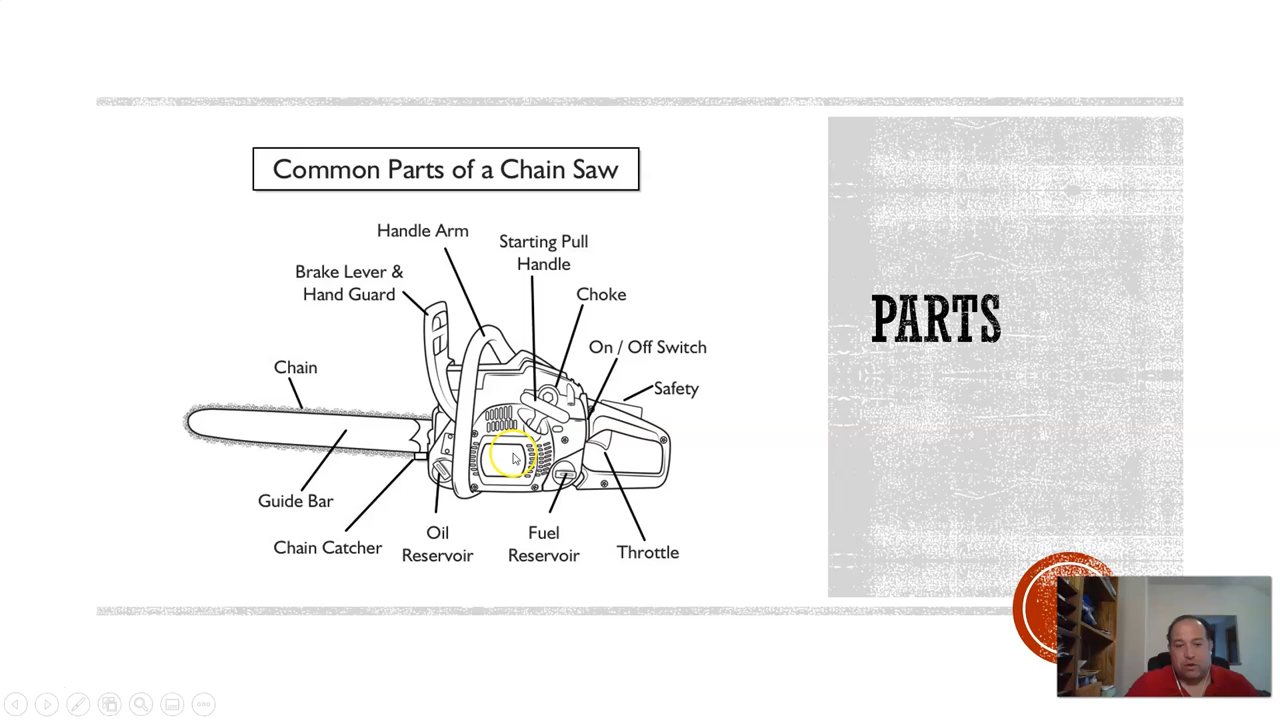 Common Parts of a Chain Saw
Handle Arm
Starting Pull
Handle
Brake Lever &
Hand Guard
Choke
On / Off Switch
Chain
Safety
Guide Bar
Chain Catcher
Oil
Reservoir
Fuel
Reservoir
Throttle
PARTS